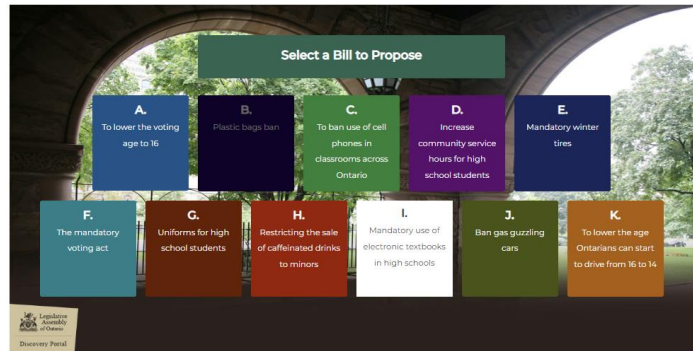 Select a Bill to Propose
A.
To lower the voting
age to 16
B.
Plastic bags ban
C.
To ban use of cell
phones in
classrooms across
Ontario
D.
Increase
community service
hours for high
school students
E.
Mandatory winter
tires
F.
The mandatory
voting act
G.
Uniforms for high
school students
H.
Restricting the sale
of caffeinated drinks
to minors
I.
Mandatory use of
electronic textbooks
in high schools
J.
Ban gas guzzling
cars
K.
To lower the age
Ontarians can start
to drive from 16 to 14
Legislative
Assembly
of Ontario
Discovery Portal